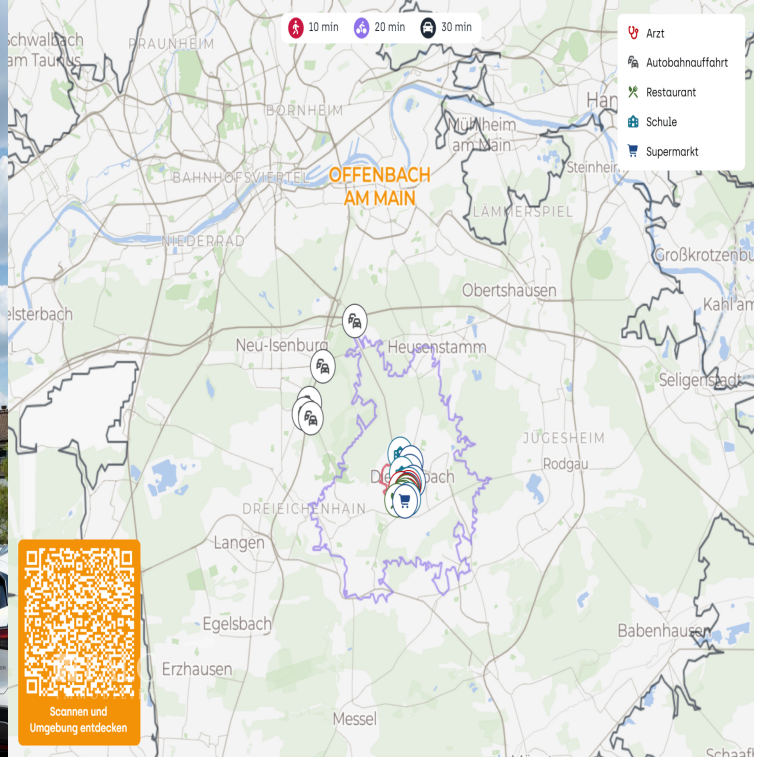 10 min
20 min
30 min
Arzt
Autobahnauffahrt
Restaurant
Schule
Supermarkt
Schwalbach
am Taunus
PRAUNHEIM
BORNHEIM
Mühlheim
am Main
Steinheim
BAHNHOFSVIERTEL
OFFENBACH
AM MAIN
LÄMMERSPIEL
NIEDERRAD
Großkrotzenbu
Obertshausen
Kahl am
elsterbach
Neu-Isenburg
Heusenstamm
Seligenstadt
JÜGESHEIM
Rodgau
DREIEICHENHAIN
Langen
Egelsbach
Babenhausen
Erzhausen
Messel
Schaafh
Scannen und
Umgebung entdecken